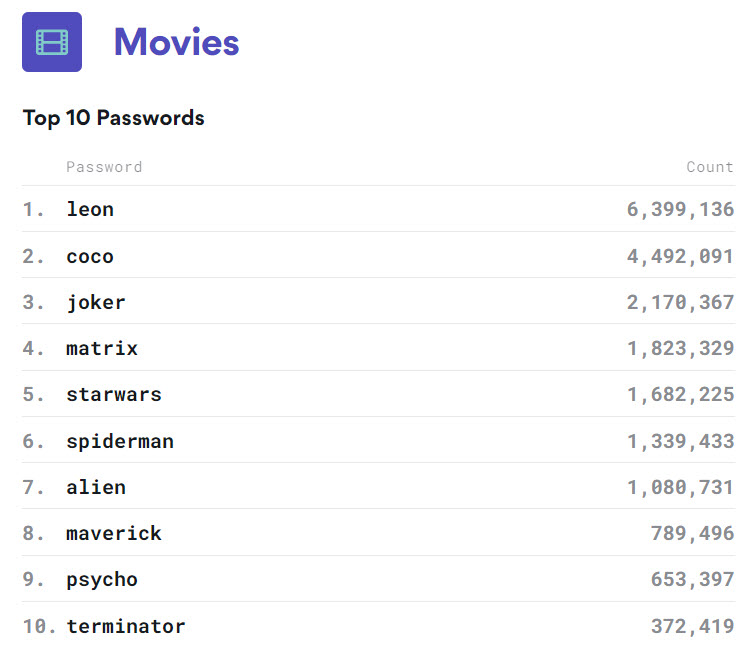 Movies
Top 10 Passwords
Password Count
1. leon 6,399,136
2. coco 4,492,091
3. joker 2,170,367
4. matrix 1,823,329
5. starwars 1,682,225
6. spiderman 1,339,433
7. alien 1,080,731
8. maverick 789,496
9. psycho 653,397
10. terminator 372,419